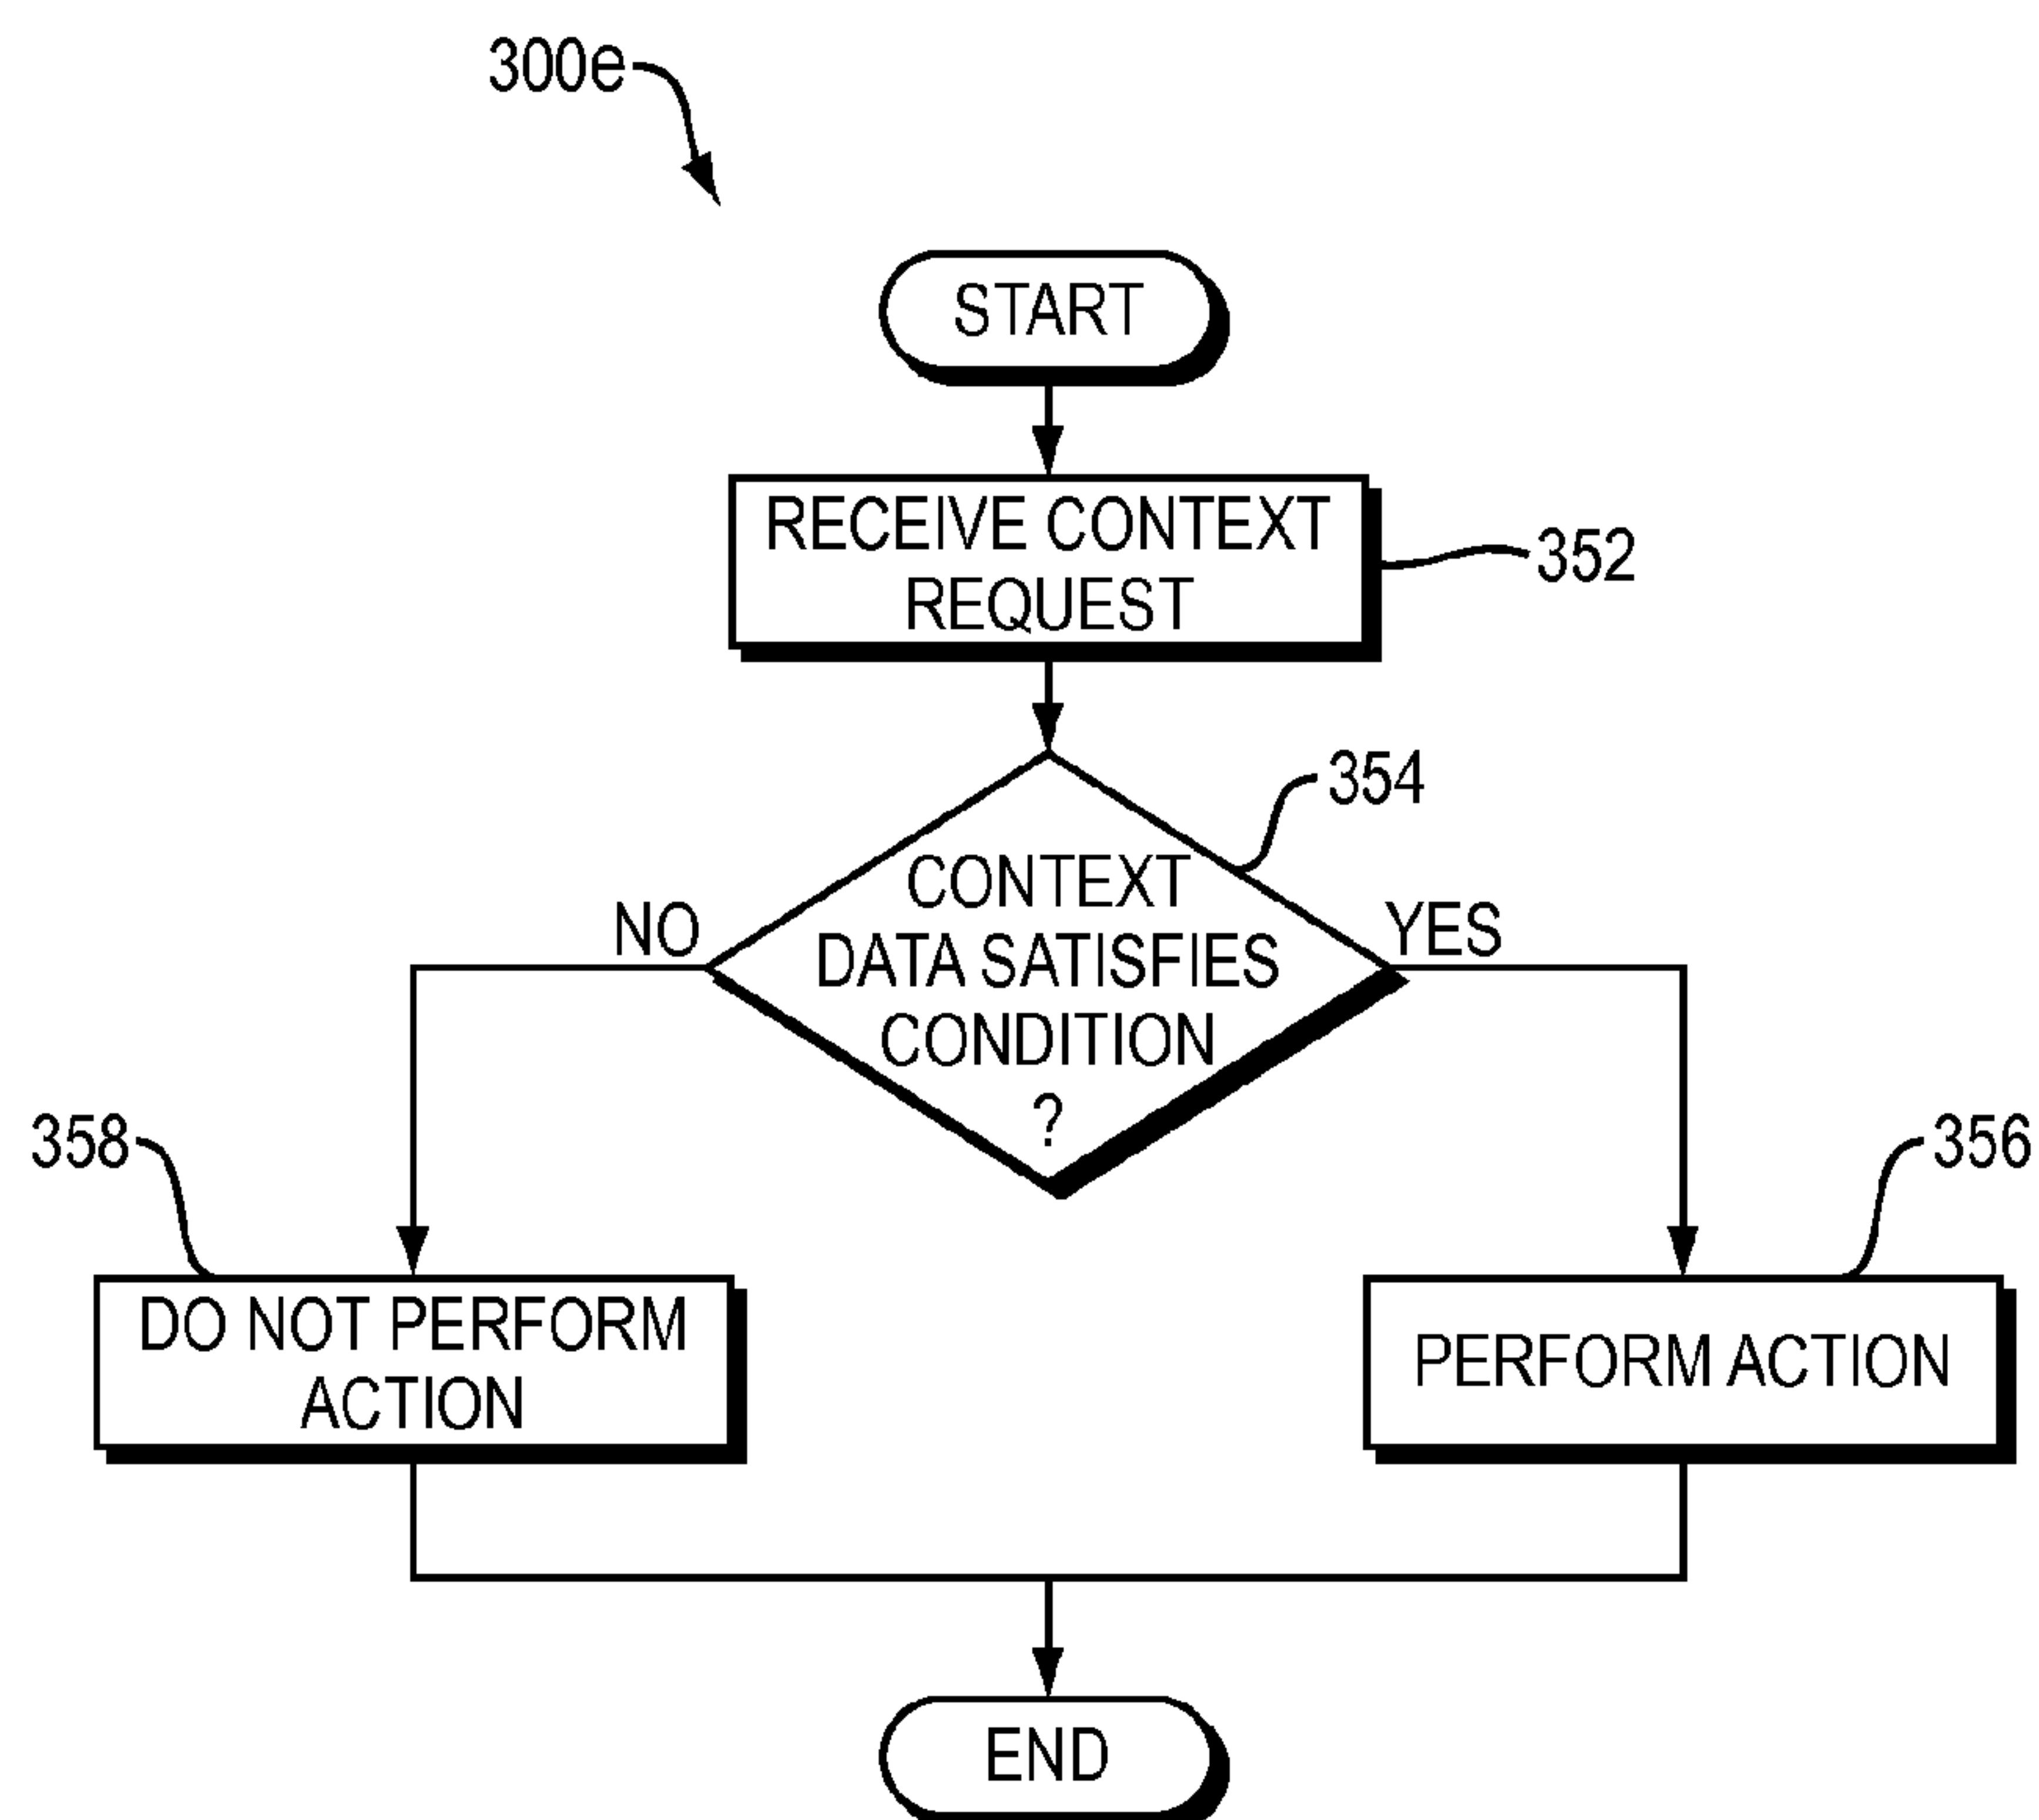 300e
START
RECEIVE CONTEXT
REQUEST
352
354
CONTEXT
DATA SATISFIES
CONDITION
?
NO
YES
358
356
DO NOT PERFORM
ACTION
PERFORM ACTION
END